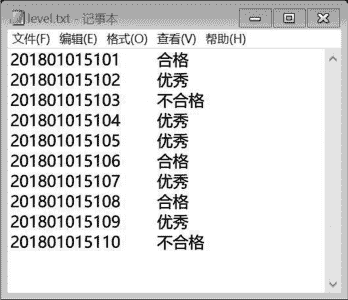 level.txt - 记事本
文件(F) 编辑(E) 格式(O) 查看(V) 帮助(H)
201801015101 合格
201801015102 优秀
201801015103 不合格
201801015104 优秀
201801015105 优秀
201801015106 合格
201801015107 优秀
201801015108 合格
201801015109 优秀
201801015110 不合格